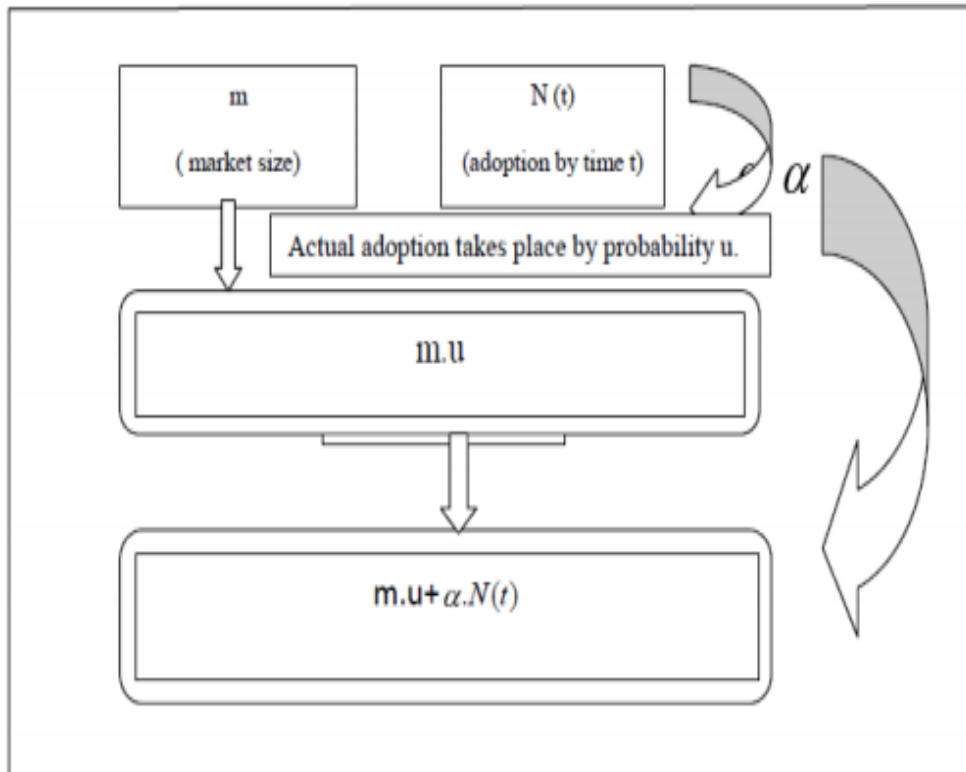 m
( market size)
N (t)
(adoption by time t)
α
Actual adoption takes place by probability u.
m.u
m.u+α.N(t)